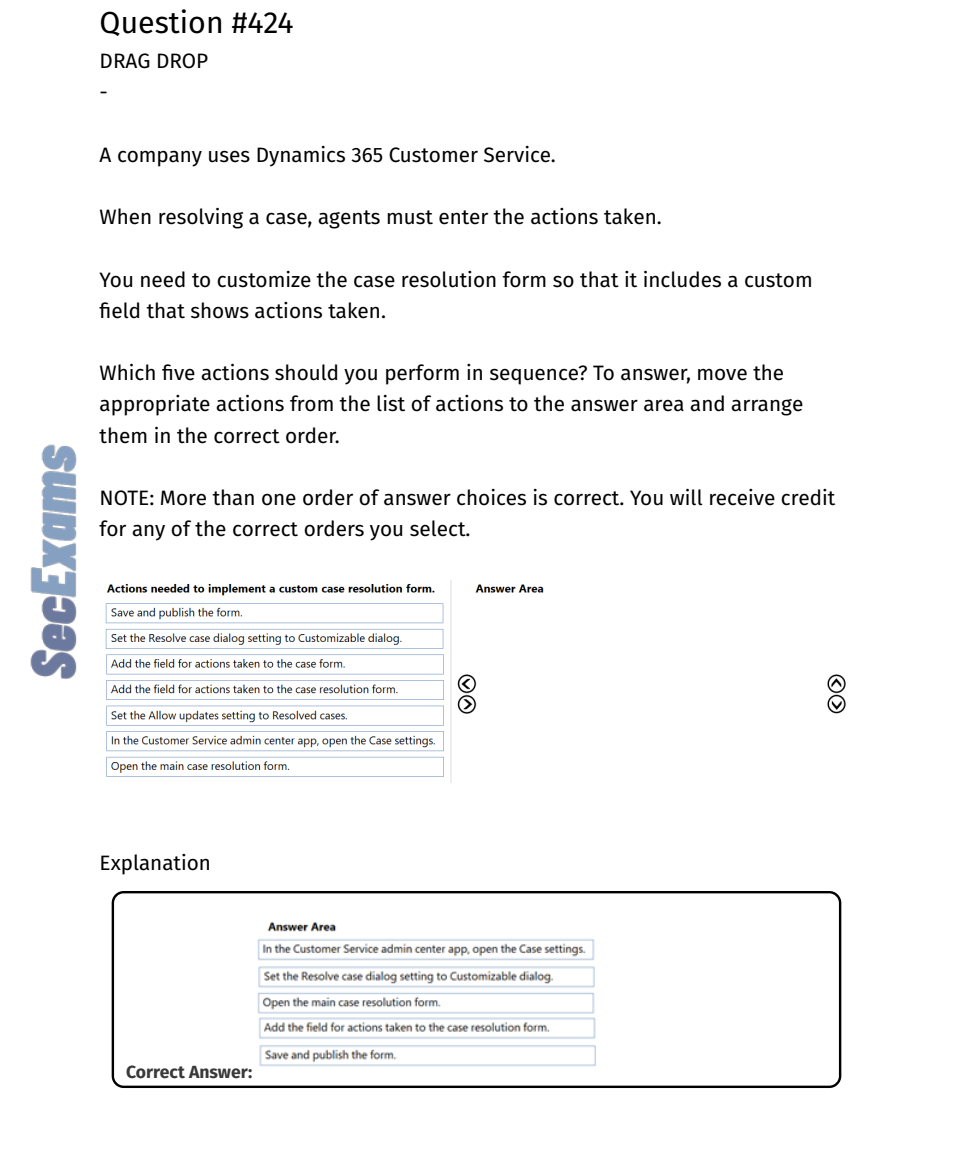 Question #424
DRAG DROP
-
A company uses Dynamics 365 Customer Service.
When resolving a case, agents must enter the actions taken.
You need to customize the case resolution form so that it includes a custom
field that shows actions taken.
Which five actions should you perform in sequence? To answer, move the
appropriate actions from the list of actions to the answer area and arrange
them in the correct order.
NOTE: More than one order of answer choices is correct. You will receive credit
for any of the correct orders you select.
SecExams
Actions needed to implement a custom case resolution form.
Save and publish the form.
Set the Resolve case dialog setting to Customizable dialog.
Add the field for actions taken to the case form.
Add the field for actions taken to the case resolution form.
Set the Allow updates setting to Resolved cases.
In the Customer Service admin center app, open the Case settings.
Open the main case resolution form.
Answer Area
Explanation
Answer Area
In the Customer Service admin center app, open the Case settings.
Set the Resolve case dialog setting to Customizable dialog.
Open the main case resolution form.
Add the field for actions taken to the case resolution form.
Save and publish the form.
Correct Answer: